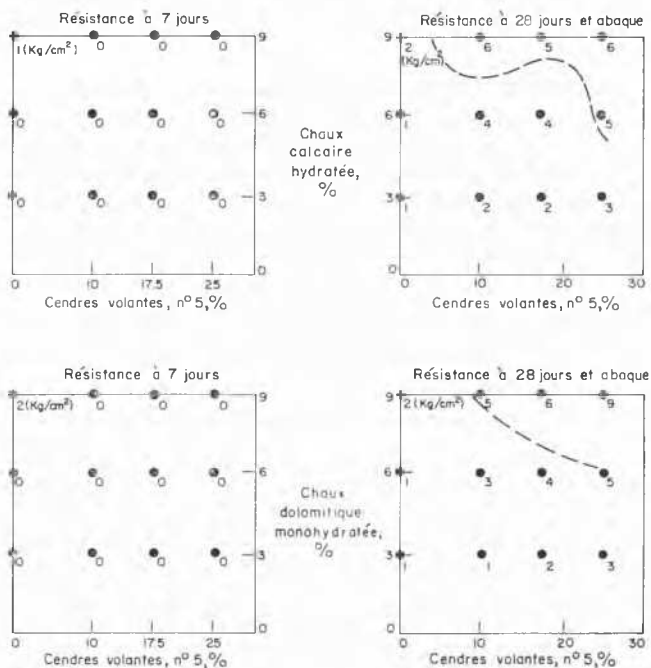 Résistance à 7 jours
1 (Kg/cm²) 0 0 0 9
0 0 0 0 6
0 0 0 0 3
0
0 10 17.5 25
Cendres volantes, n° 5,%
Chaux
calcaire
hydratée,
%
Résistance à 28 jours et abaque
9 2 6 5 6
(Kg/cm²)
6 1 4 4 5
3 1 2 2 3
0
0 10 20 30
Cendres volantes, n° 5,%
Résistance à 7 jours
2 (Kg/cm²) 0 0 0 9
0 0 0 0 6
0 0 0 0 3
0
0 10 17.5 25
Cendres volantes, n° 5,%
Chaux
dolomitique
monohydratée,
%
Résistance à 28 jours et abaque
9 2 (Kg/cm²) 5 6 9
6 1 3 4 5
3 1 1 2 3
0
0 10 20 30
Cendres volantes, n° 5,%